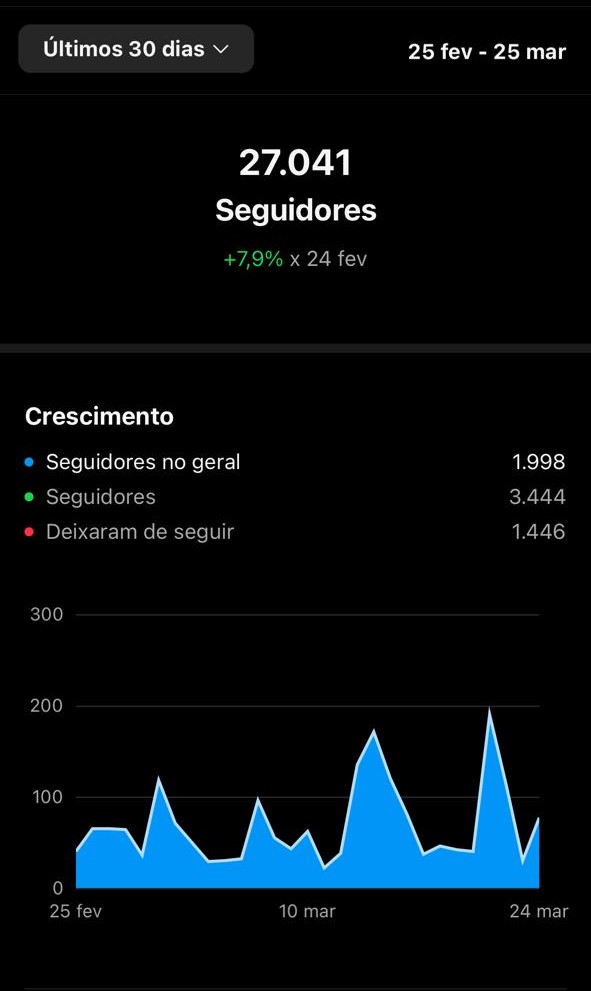 Últimos 30 dias
25 fev - 25 mar
27.041
Seguidores
+7,9% x 24 fev
Crescimento
Seguidores no geral 1.998
Seguidores 3.444
Deixaram de seguir 1.446
300
200
100
0
25 fev 10 mar 24 mar